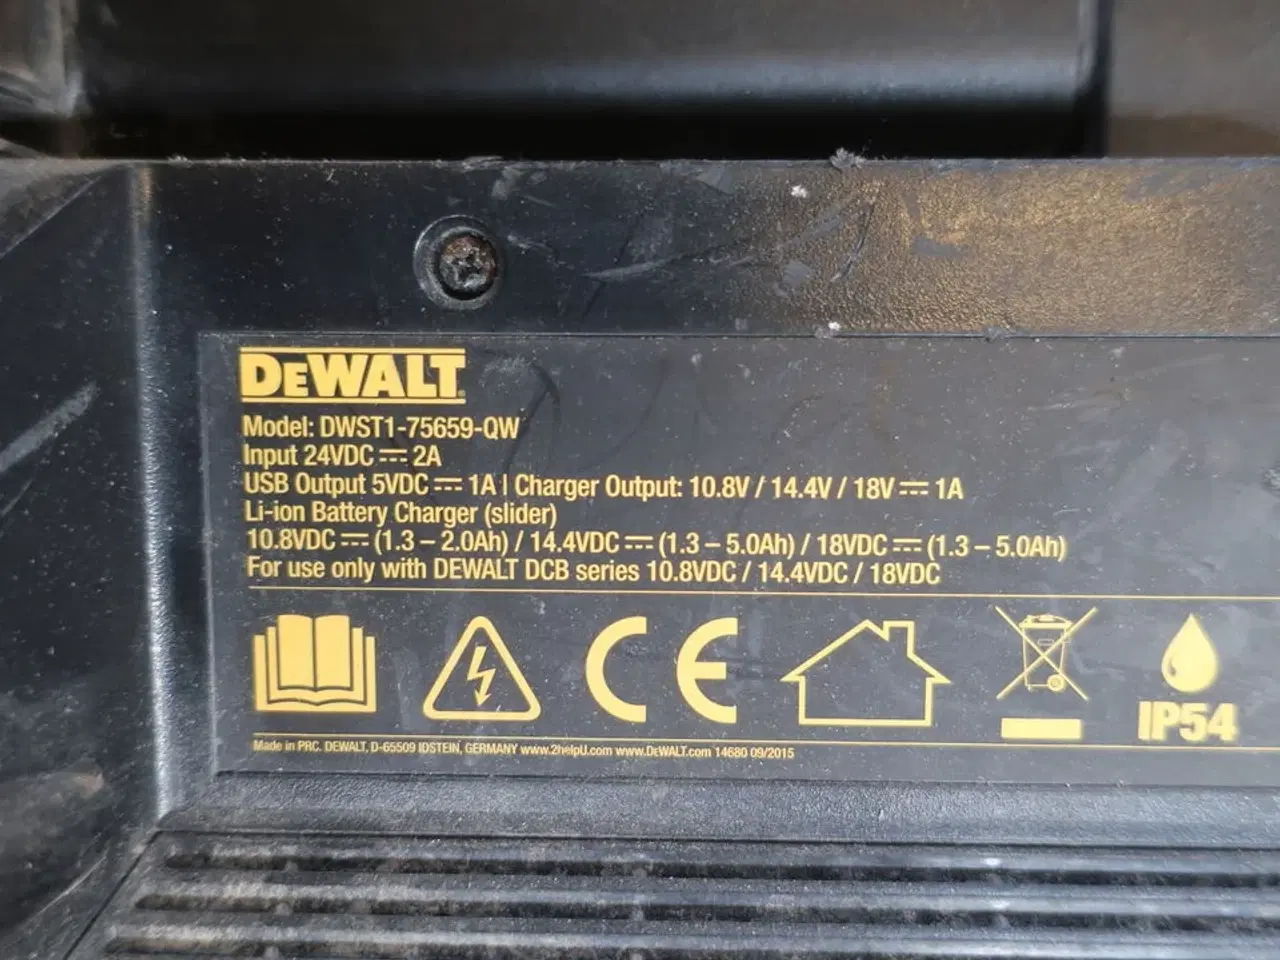 DEWALT
Model: DWST1-75659-QW
Input 24VDC ⎓ 2A
USB Output 5VDC ⎓ 1A | Charger Output: 10.8V / 14.4V / 18V ⎓ 1A
Li-ion Battery Charger (slider)
10.8VDC ⎓ (1.3 – 2.0Ah) / 14.4VDC ⎓ (1.3 – 5.0Ah) / 18VDC ⎓ (1.3 – 5.0Ah)
For use only with DEWALT DCB series 10.8VDC / 14.4VDC / 18VDC
CE
IP54
Made in PRC. DEWALT, D-65509 IDSTEIN, GERMANY www.2helpU.com www.DEWALT.com 14680 09/2015